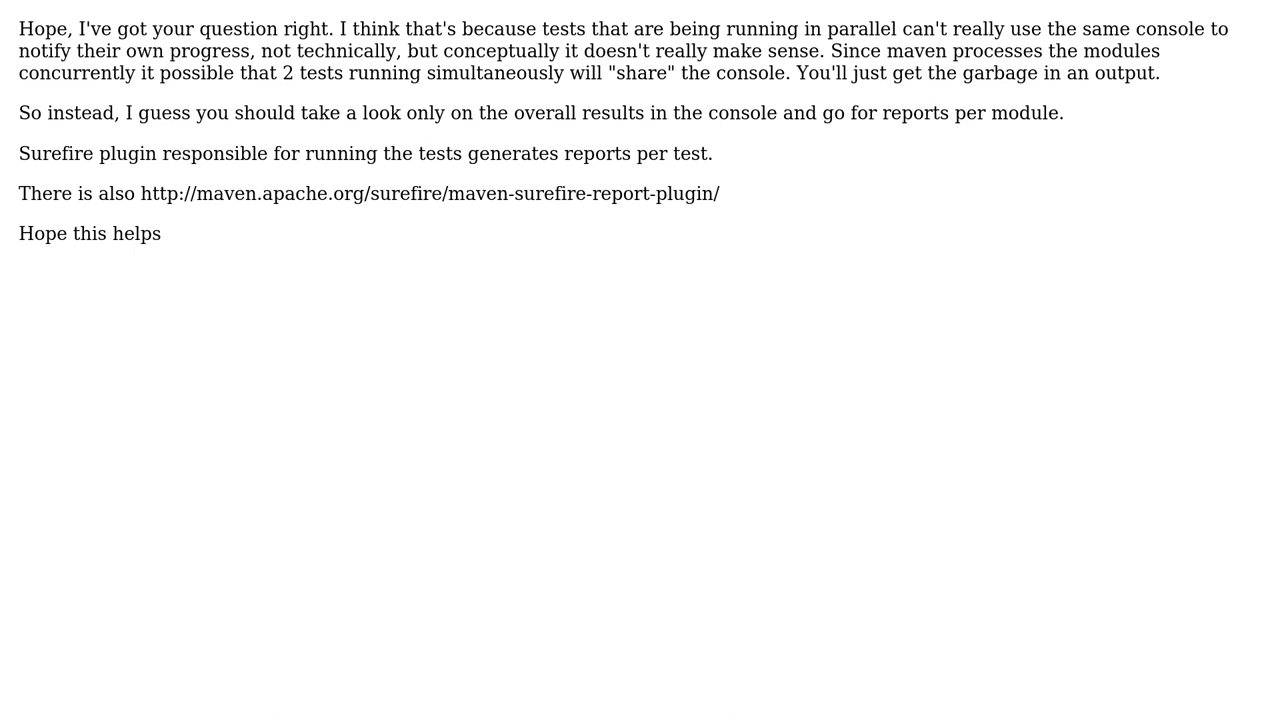 Hope, I've got your question right. I think that's because tests that are being running in parallel can't really use the same console to
notify their own progress, not technically, but conceptually it doesn't really make sense. Since maven processes the modules
concurrently it possible that 2 tests running simultaneously will "share" the console. You'll just get the garbage in an output.
So instead, I guess you should take a look only on the overall results in the console and go for reports per module.
Surefire plugin responsible for running the tests generates reports per test.
There is also http://maven.apache.org/surefire/maven-surefire-report-plugin/
Hope this helps